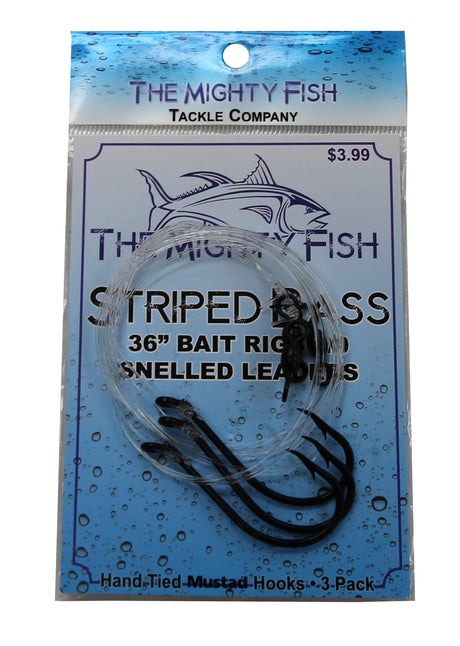 THE MIGHTY FISH
TACKLE COMPANY
$3.99
THE MIGHTY FISH
STRIPED BASS
36” BAIT RIG
SNELLED LEADERS
Hand Tied Mustad Hooks • 3 Pack